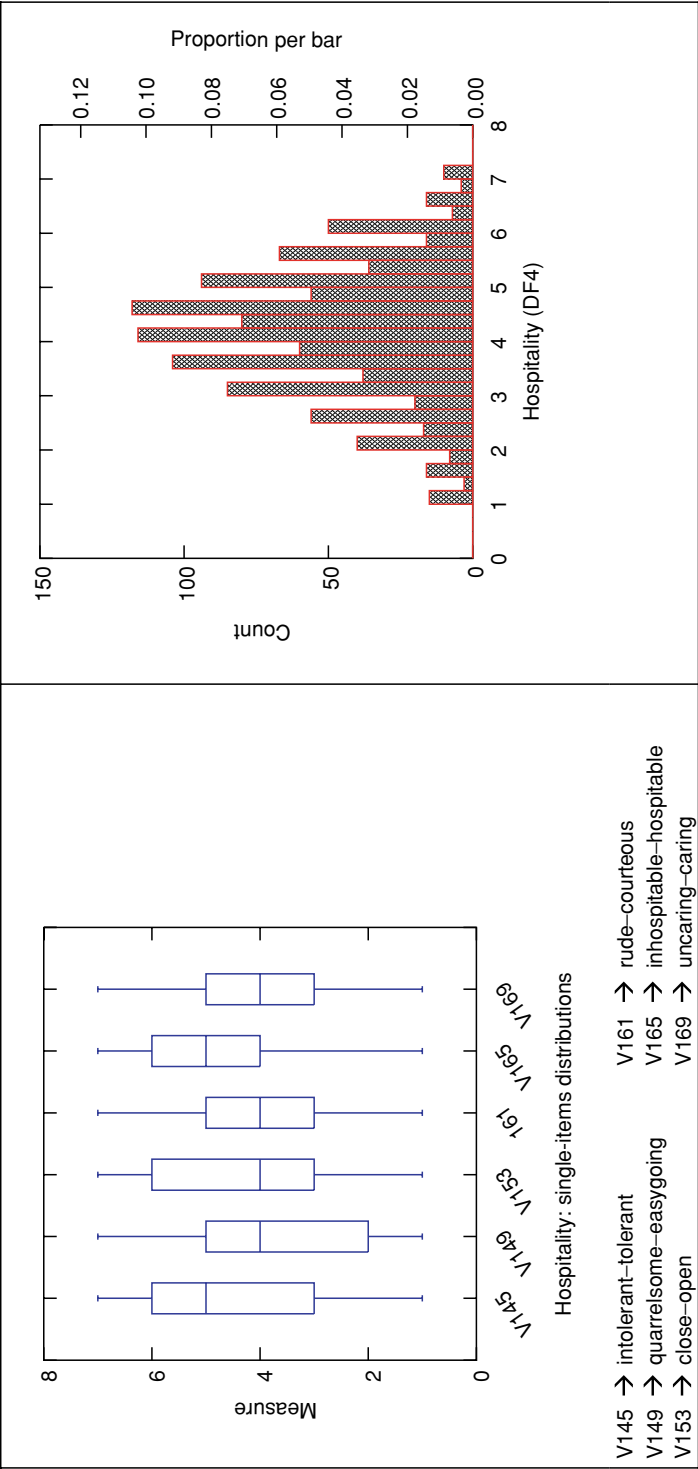 8
6
4
2
0
Measure
V145
V149
V153
161
V165
V169
Hospitality: single-items distributions
V145 → intolerant–tolerant
V149 → quarrelsome–easygoing
V153 → close–open
V161 → rude–courteous
V165 → inhospitable–hospitable
V169 → uncaring–caring
150
100
50
0
Count
0 1 2 3 4 5 6 7 8
Hospitality (DF4)
0.12
0.10
0.08
0.06
0.04
0.02
0.00
Proportion per bar